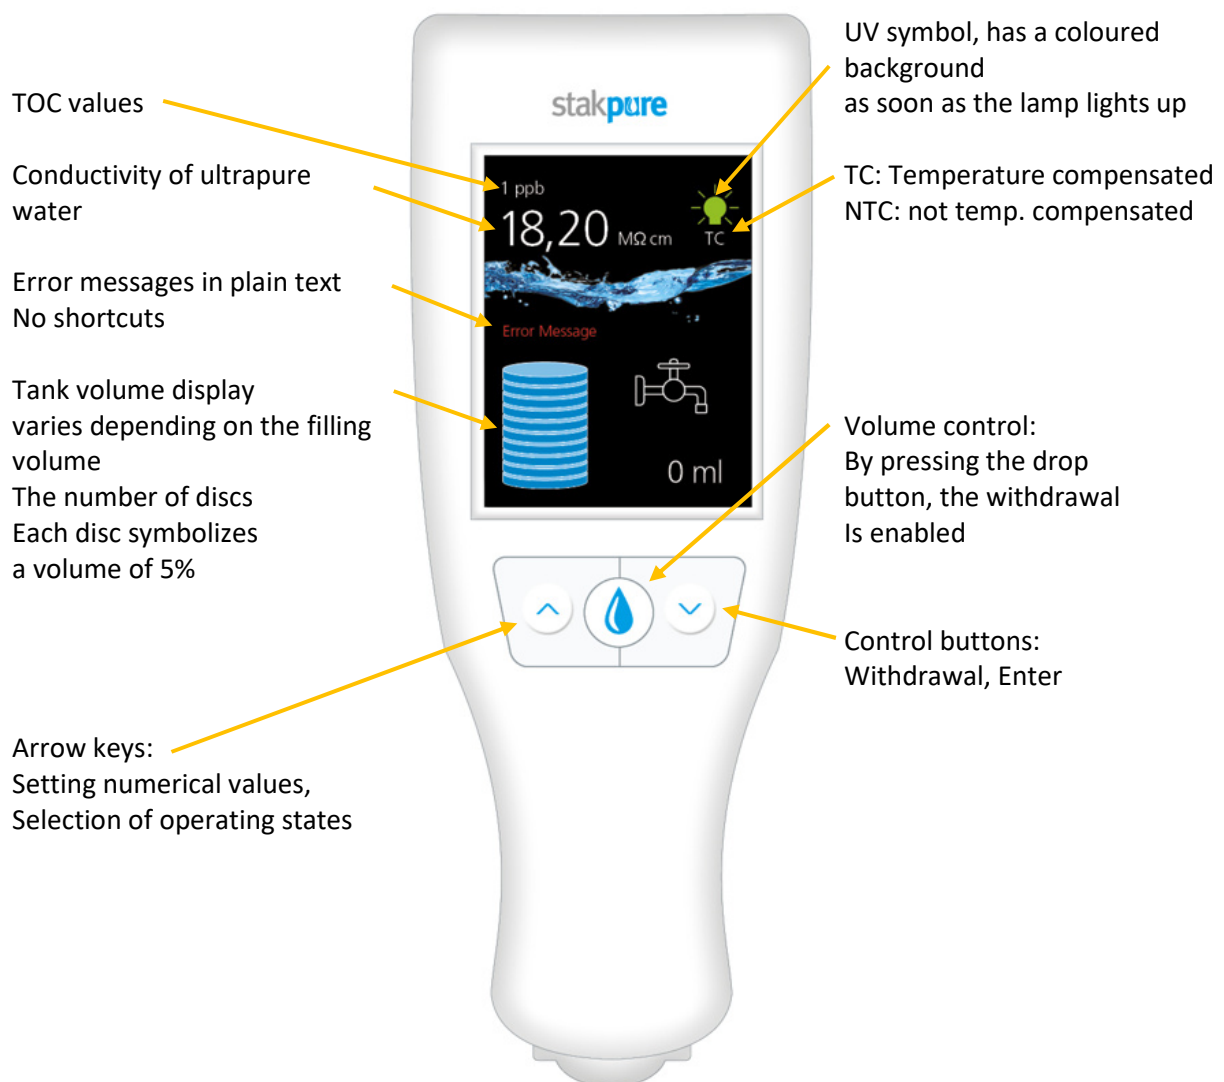 TOC values
Conductivity of ultrapure
water
Error messages in plain text
No shortcuts
Tank volume display
varies depending on the filling
volume
The number of discs
Each disc symbolizes
a volume of 5%
Arrow keys:
Setting numerical values,
Selection of operating states
stakpure
1 ppb
18,20 MΩ cm
TC
Error Message
0 ml
UV symbol, has a coloured
background
as soon as the lamp lights up
TC: Temperature compensated
NTC: not temp. compensated
Volume control:
By pressing the drop
button, the withdrawal
Is enabled
Control buttons:
Withdrawal, Enter